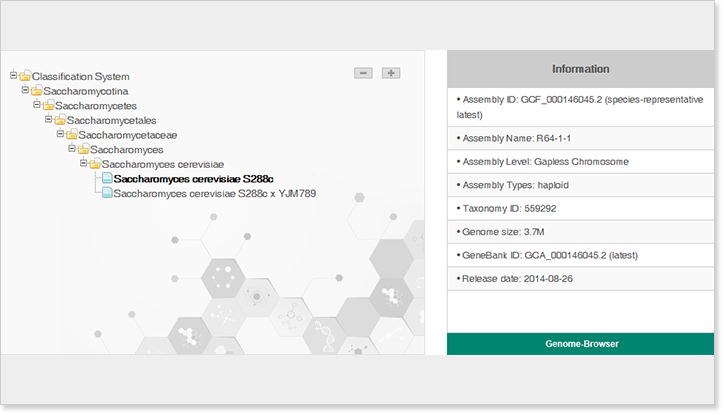 Classification System
Saccharomycotina
Saccharomycetes
Saccharomycetales
Saccharomycetaceae
Saccharomyces
Saccharomyces cerevisiae
Saccharomyces cerevisiae S288c
Saccharomyces cerevisiae S288c x YJM789
Information
• Assembly ID: GCF_000146045.2 (species-representative
latest)
• Assembly Name: R64-1-1
• Assembly Level: Gapless Chromosome
• Assembly Types: haploid
• Taxonomy ID: 559292
• Genome size: 3.7M
• GeneBank ID: GCA_000146045.2 (latest)
• Release date: 2014-08-26
Genome-Browser